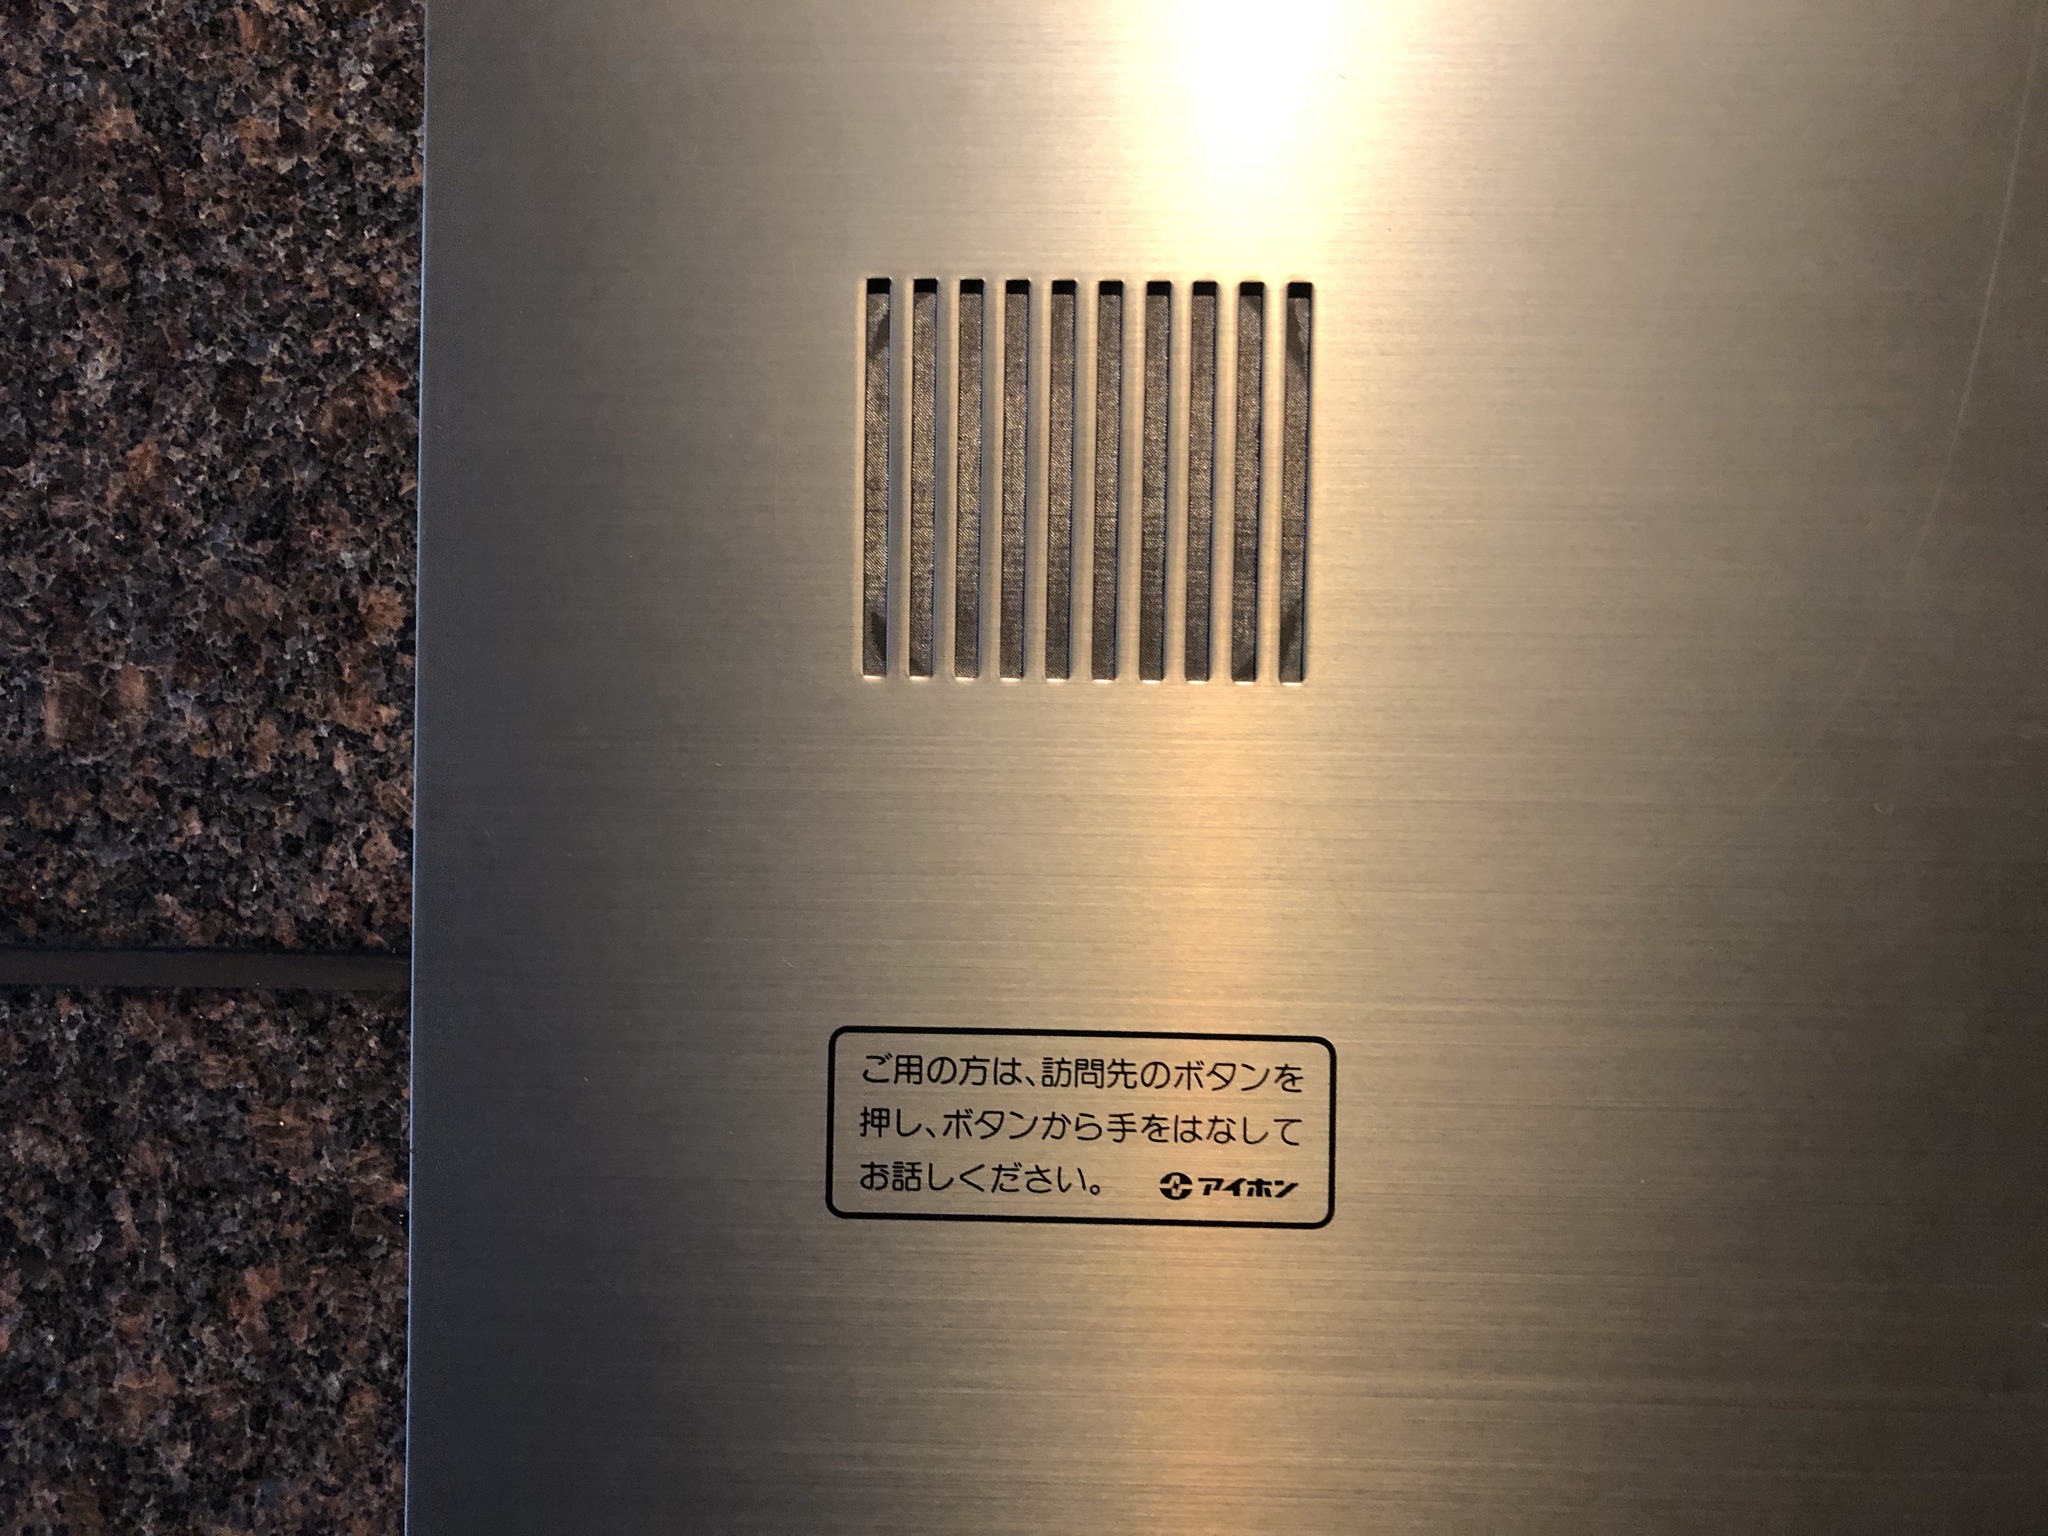 ご用の方は、訪問先のボタンを
押し、ボタンから手をはなして
お話しください。 アイホン